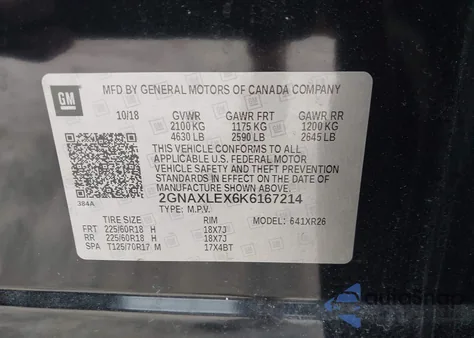 GM
MFD BY GENERAL MOTORS OF CANADA COMPANY
10/18 GVWR GAWR FRT GAWR RR
2100 KG 1175 KG 1200 KG
4630 LB 2590 LB 2645 LB
THIS VEHICLE CONFORMS TO ALL
APPLICABLE U.S. FEDERAL MOTOR
VEHICLE SAFETY AND THEFT PREVENTION
STANDARDS IN EFFECT ON THE DATE OF
MANUFACTURE SHOWN ABOVE.
384A
2GNAXLEX6K6167214
TYPE: M.P.V. MODEL: 641XR26
TIRE SIZE RIM
FRT 225/60R18 H 18X7J
RR 225/60R18 H 18X7J
SPA T125/70R17 M 17X4BT
AutoSnap